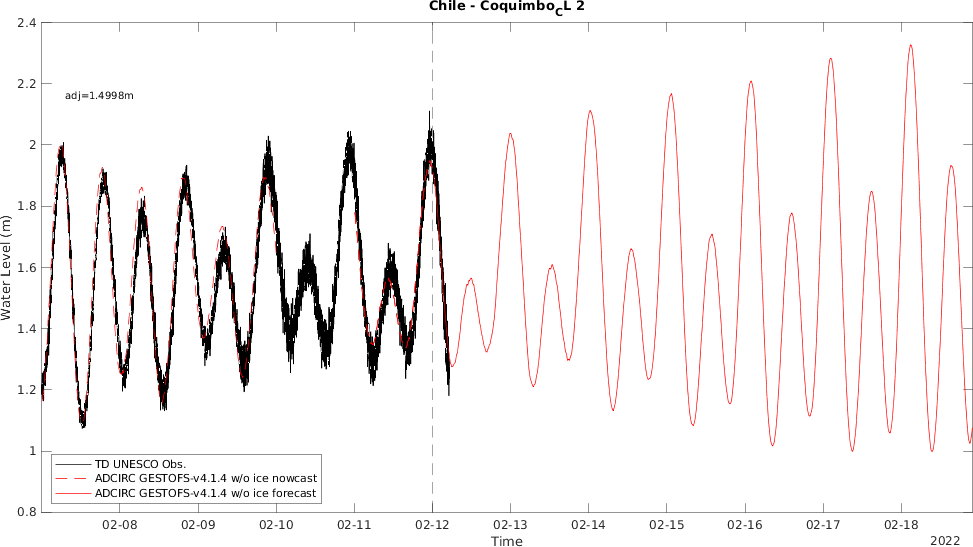 Chile - Coquimbo_CL 2
2.4
2.2
2
1.8
1.6
1.4
1.2
1
0.8
Water Level (m)
adj=1.4998m
TD UNESCO Obs.
ADCIRC GESTOFS-v4.1.4 w/o ice nowcast
ADCIRC GESTOFS-v4.1.4 w/o ice forecast
02-08 02-09 02-10 02-11 02-12 02-13 02-14 02-15 02-16 02-17 02-18
Time
2022